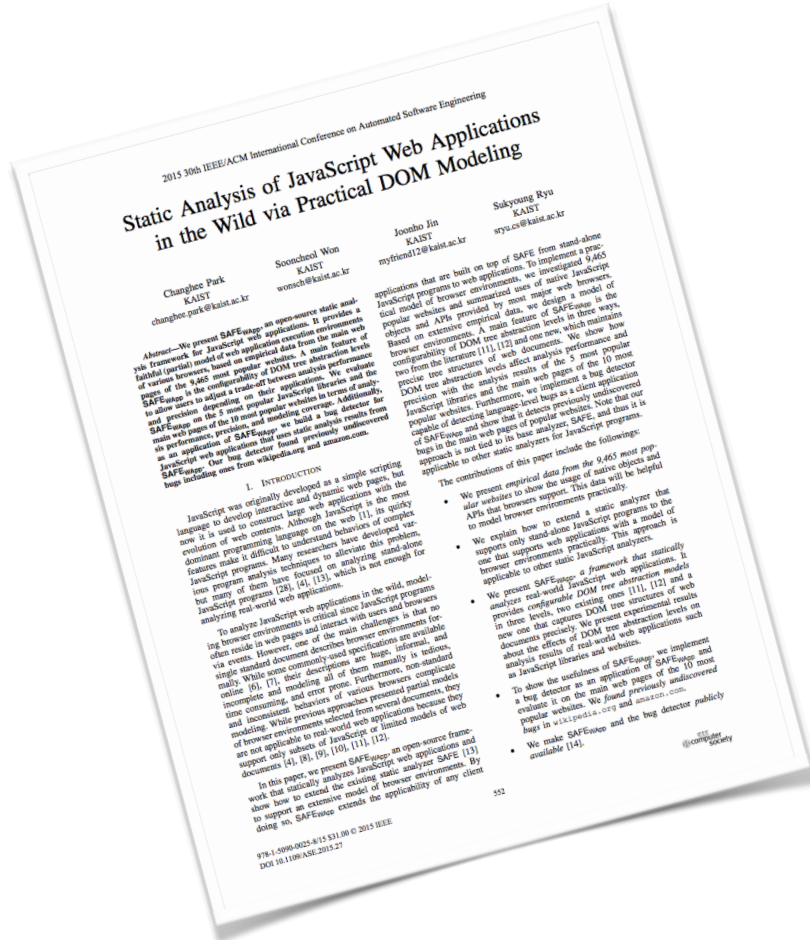 2015 30th IEEE/ACM International Conference on Automated Software Engineering
Static Analysis of JavaScript Web Applications
in the Wild via Practical DOM Modeling
Changhee Park
KAIST
changhee.park@kaist.ac.kr
Sooncheol Won
KAIST
wonsch@kaist.ac.kr
Joonho Jin
KAIST
myfriend12@kaist.ac.kr
Sukyoung Ryu
KAIST
sryu.cs@kaist.ac.kr
Abstract—We present SAFEWApp, an open-source static anal-
ysis framework for JavaScript web applications. It provides a
faithful (partial) model of web application execution environments
of various browsers, based on empirical data from the main web
pages of the 9,465 most popular websites. A main feature of
SAFEWApp is the configurability of DOM tree abstraction levels
to allow users to adjust a trade-off between analysis performance
and precision depending on their applications. We evaluate
SAFEWApp on the 5 most popular JavaScript libraries and the
main web pages of the 10 most popular websites in terms of analy-
sis performance, precision, and modeling coverage. Additionally,
as an application of SAFEWApp, we build a bug detector for
JavaScript web applications that uses static analysis results from
SAFEWApp. Our bug detector found previously undiscovered
bugs including ones from wikipedia.org and amazon.com.
I. INTRODUCTION
JavaScript was originally developed as a simple scripting
language to develop interactive and dynamic web pages, but
now it is used to construct large web applications with the
evolution of web contents. Although JavaScript is the most
dominant programming language on the web [1], its quirky
features make it difficult to understand behaviors of complex
JavaScript programs. Many researchers have developed var-
ious program analysis techniques to alleviate this problem,
but many of them have focused on analyzing stand-alone
JavaScript programs [28], [4], [13], which is not enough for
analyzing real-world web applications.
To analyze JavaScript web applications in the wild, model-
ing browser environments is critical since JavaScript programs
often reside in web pages and interact with users and browsers
via events. However, one of the main challenges is that no
single standard document describes browser environments for-
mally. While some commonly-used specifications are available
online [6], [7], their descriptions are huge, informal, and
incomplete and modeling all of them manually is tedious,
time consuming, and error prone. Furthermore, non-standard
and inconsistent behaviors of various browsers complicate
modeling. While previous approaches presented partial models
of browser environments selected from several documents, they
are not applicable to real-world web applications because they
support only subsets of JavaScript or limited models of web
documents [4], [8], [9], [10], [11], [12].
In this paper, we present SAFEWApp, an open-source frame-
work that statically analyzes JavaScript web applications and
show how to extend the existing static analyzer SAFE [13]
to support an extensive model of browser environments. By
doing so, SAFEWApp extends the applicability of any client
applications that are built on top of SAFE from stand-alone
JavaScript programs to web applications. To implement a prac-
tical model of browser environments, we investigated 9,465
popular websites and summarized uses of native JavaScript
objects and APIs provided by most major web browsers.
Based on extensive empirical data, we design a model of
browser environments. A main feature of SAFEWApp is the
configurability of DOM tree abstraction levels in three ways,
two from the literature [11], [12] and one new, which maintains
precise tree structures of web documents. We show how
DOM tree abstraction levels affect analysis performance and
precision with the analysis results of the 5 most popular
JavaScript libraries and the main web pages of the 10 most
popular websites. Furthermore, we implement a bug detector
capable of detecting language level bugs as a client application
of SAFEWApp and show that it detects previously undiscovered
bugs in the main web pages of popular websites. Note that our
approach is not tied to its base analyzer, SAFE, and thus it is
applicable to other static analyzers for JavaScript programs.
The contributions of this paper include the followings:
• We present empirical data from the 9,465 most pop-
ular websites to show the usage of native objects and
APIs that browsers support. This data will be helpful
to model browser environments practically.
• We explain how to extend a static analyzer that
supports only stand-alone JavaScript programs to the
one that supports web applications with a model of
browser environments practically. This approach is
applicable to other static JavaScript analyzers.
• We present SAFEWApp, a framework that statically
analyzes real-world JavaScript web applications. It
provides configurable DOM tree abstraction models
in three levels, two existing ones [11], [12] and a
new one that captures DOM tree structures of web
documents precisely. We present experimental results
about the effects of DOM tree abstraction levels on
analysis results of real-world web applications such
as JavaScript libraries and websites.
• To show the usefulness of SAFEWApp, we implement
a bug detector as an application of SAFEWApp and
evaluate it on the main web pages of the 10 most
popular websites. We found previously undiscovered
bugs in wikipedia.org and amazon.com.
• We make SAFEWApp and the bug detector publicly
available [14].
978-1-5090-0025-8/15 $31.00 © 2015 IEEE
DOI 10.1109/ASE.2015.27
552
IEEE
computer
society